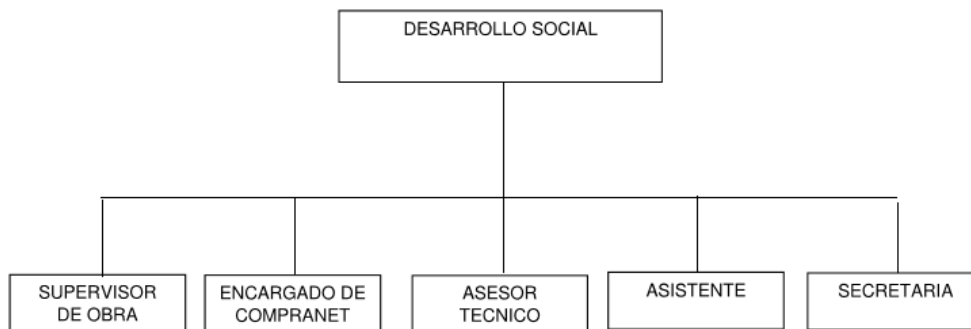 DESARROLLO SOCIAL
SUPERVISOR
DE OBRA
ENCARGADO DE
COMPRANET
ASESOR
TECNICO
ASISTENTE
SECRETARIA